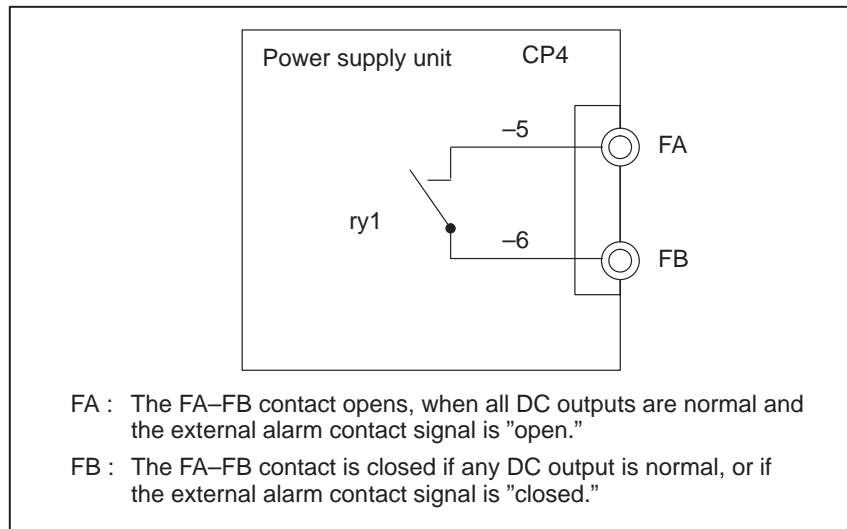 Power supply unit CP4
–5
FA
ry1
–6
FB
FA : The FA–FB contact opens, when all DC outputs are normal and
the external alarm contact signal is ”open.”
FB : The FA–FB contact is closed if any DC output is normal, or if
the external alarm contact signal is ”closed.”